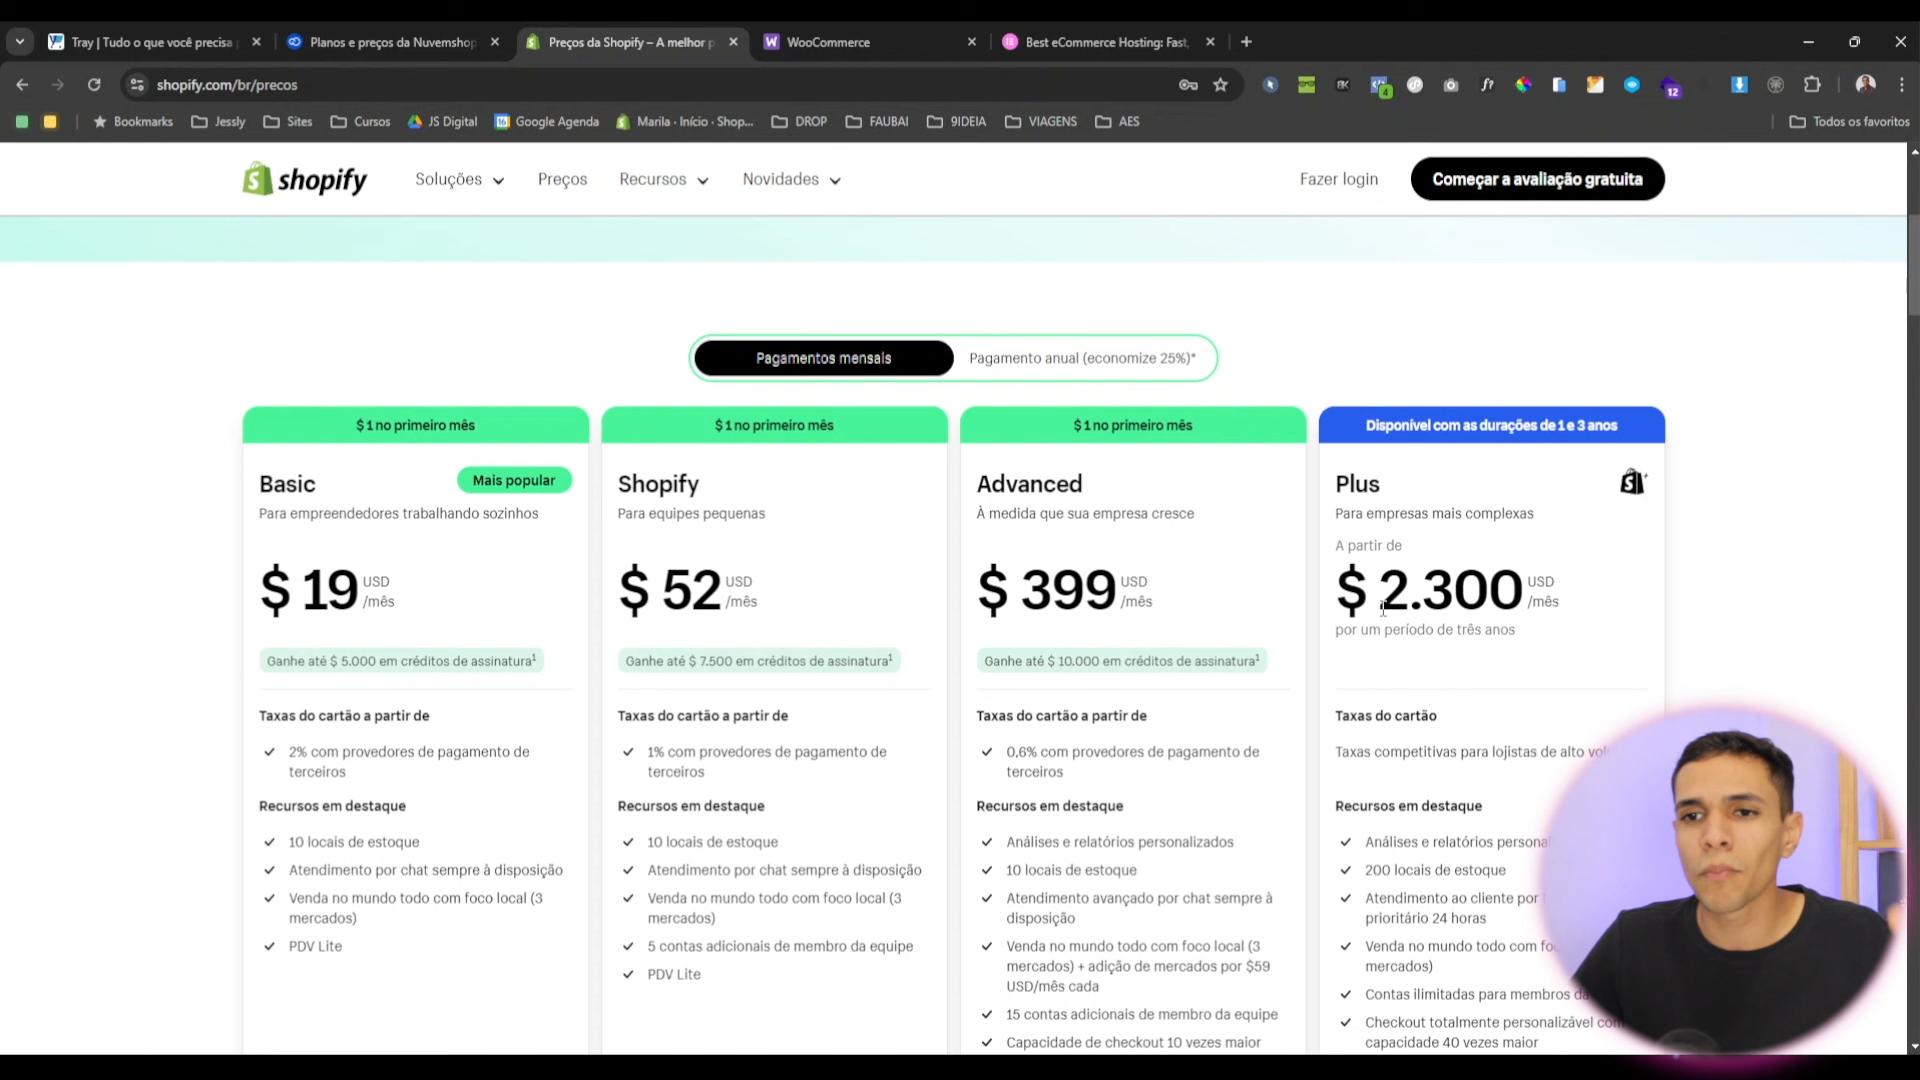 Tray | Tudo o que você precisa
Planos e preços da Nuvemshop
Preços da Shopify – A melhor p
WooCommerce
Best eCommerce Hosting: Fast,
shopify.com/br/precos
4
12
Bookmarks
Jessly
Sites
Cursos
JS Digital
Google Agenda
Marila · Início · Shop...
DROP
FAUBAI
9IDEIA
VIAGENS
AES
Todos os favoritos
shopify
Soluções
Preços
Recursos
Novidades
Fazer login
Começar a avaliação gratuita
Pagamentos mensais
Pagamento anual (economize 25%)*
$ 1 no primeiro mês
Basic
Mais popular
Para empreendedores trabalhando sozinhos
$ 19 USD
/mês
Ganhe até $ 5.000 em créditos de assinatura¹
Taxas do cartão a partir de
2% com provedores de pagamento de
terceiros
Recursos em destaque
10 locais de estoque
Atendimento por chat sempre à disposição
Venda no mundo todo com foco local (3
mercados)
PDV Lite
$ 1 no primeiro mês
Shopify
Para equipes pequenas
$ 52 USD
/mês
Ganhe até $ 7.500 em créditos de assinatura¹
Taxas do cartão a partir de
1% com provedores de pagamento de
terceiros
Recursos em destaque
10 locais de estoque
Atendimento por chat sempre à disposição
Venda no mundo todo com foco local (3
mercados)
5 contas adicionais de membro da equipe
PDV Lite
$ 1 no primeiro mês
Advanced
À medida que sua empresa cresce
$ 399 USD
/mês
Ganhe até $ 10.000 em créditos de assinatura¹
Taxas do cartão a partir de
0,6% com provedores de pagamento de
terceiros
Recursos em destaque
Análises e relatórios personalizados
10 locais de estoque
Atendimento avançado por chat sempre à
disposição
Venda no mundo todo com foco local (3
mercados) + adição de mercados por $59
USD/mês cada
15 contas adicionais de membro da equipe
Capacidade de checkout 10 vezes maior
Disponível com as durações de 1 e 3 anos
Plus
Para empresas mais complexas
A partir de
$ 2.300 USD
/mês
por um período de três anos
Taxas do cartão
Taxas competitivas para lojistas de alto
Recursos em destaque
Análises e relatórios
200 locais de estoque
Atendimento ao cliente por
prioritário 24 horas
Venda no mundo todo com
mercados)
Contas ilimitadas para membros
Checkout totalmente personalizável
capacidade 40 vezes maior